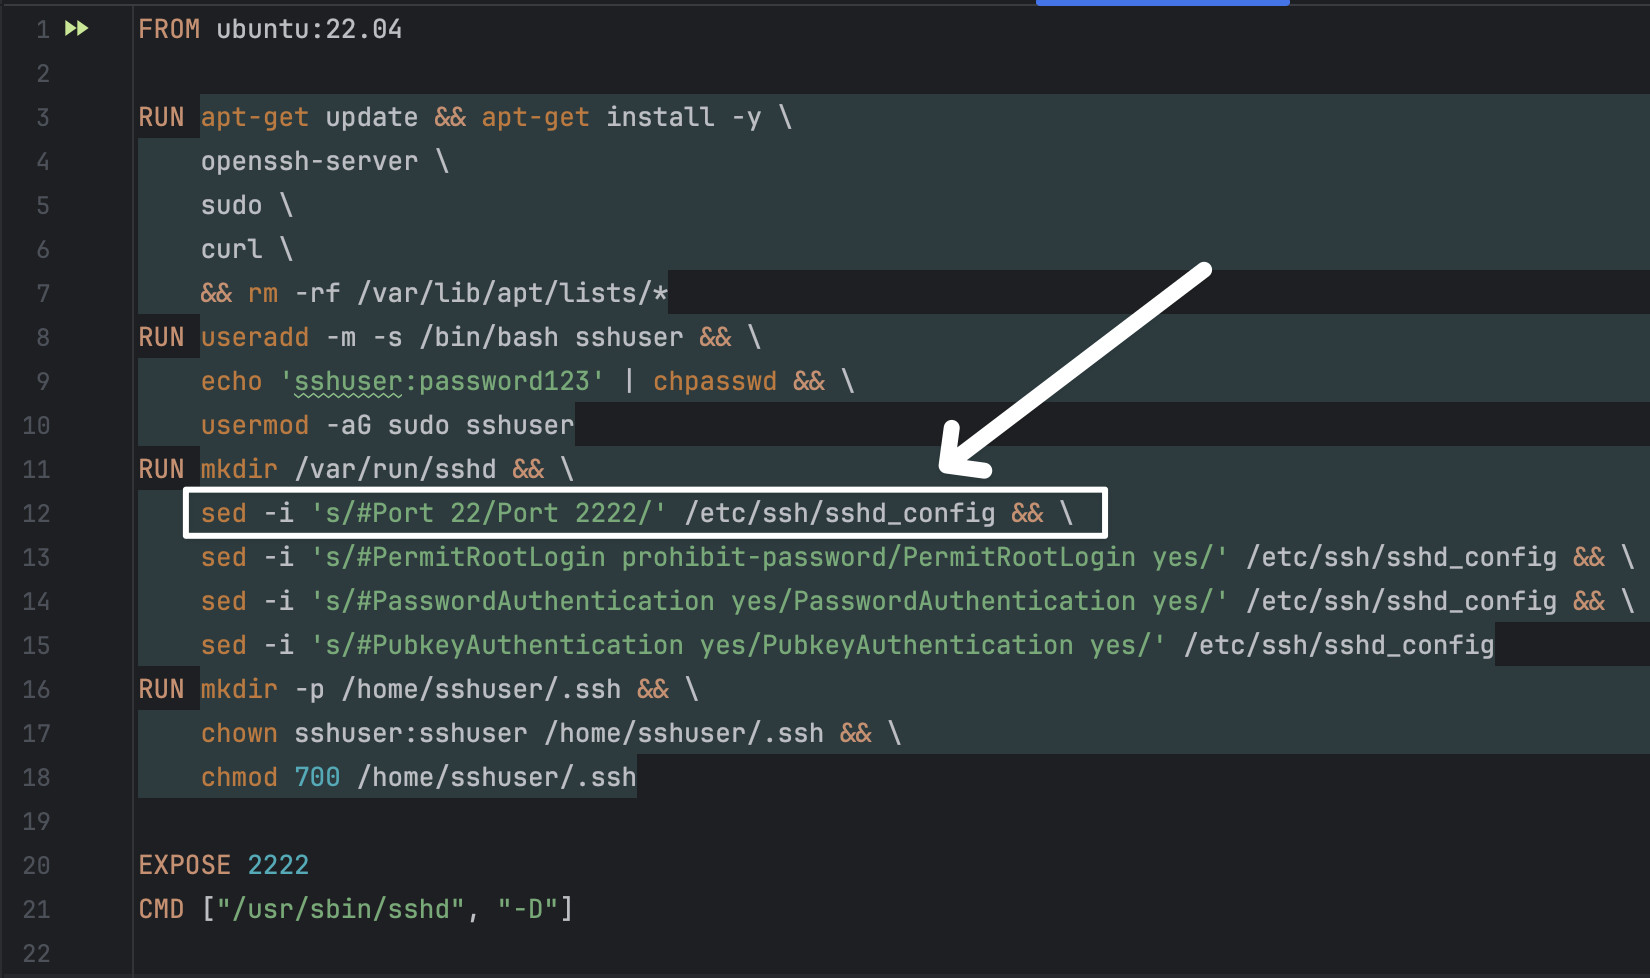 1 FROM ubuntu:22.04
2
3 RUN apt-get update && apt-get install -y \
4     openssh-server \
5     sudo \
6     curl \
7     && rm -rf /var/lib/apt/lists/*
8 RUN useradd -m -s /bin/bash sshuser && \
9     echo 'sshuser:password123' | chpasswd && \
10     usermod -aG sudo sshuser
11 RUN mkdir /var/run/sshd && \
12     sed -i 's/#Port 22/Port 2222/' /etc/ssh/sshd_config && \
13     sed -i 's/#PermitRootLogin prohibit-password/PermitRootLogin yes/' /etc/ssh/sshd_config && \
14     sed -i 's/#PasswordAuthentication yes/PasswordAuthentication yes/' /etc/ssh/sshd_config && \
15     sed -i 's/#PubkeyAuthentication yes/PubkeyAuthentication yes/' /etc/ssh/sshd_config
16 RUN mkdir -p /home/sshuser/.ssh && \
17     chown sshuser:sshuser /home/sshuser/.ssh && \
18     chmod 700 /home/sshuser/.ssh
19
20 EXPOSE 2222
21 CMD ["/usr/sbin/sshd", "-D"]
22